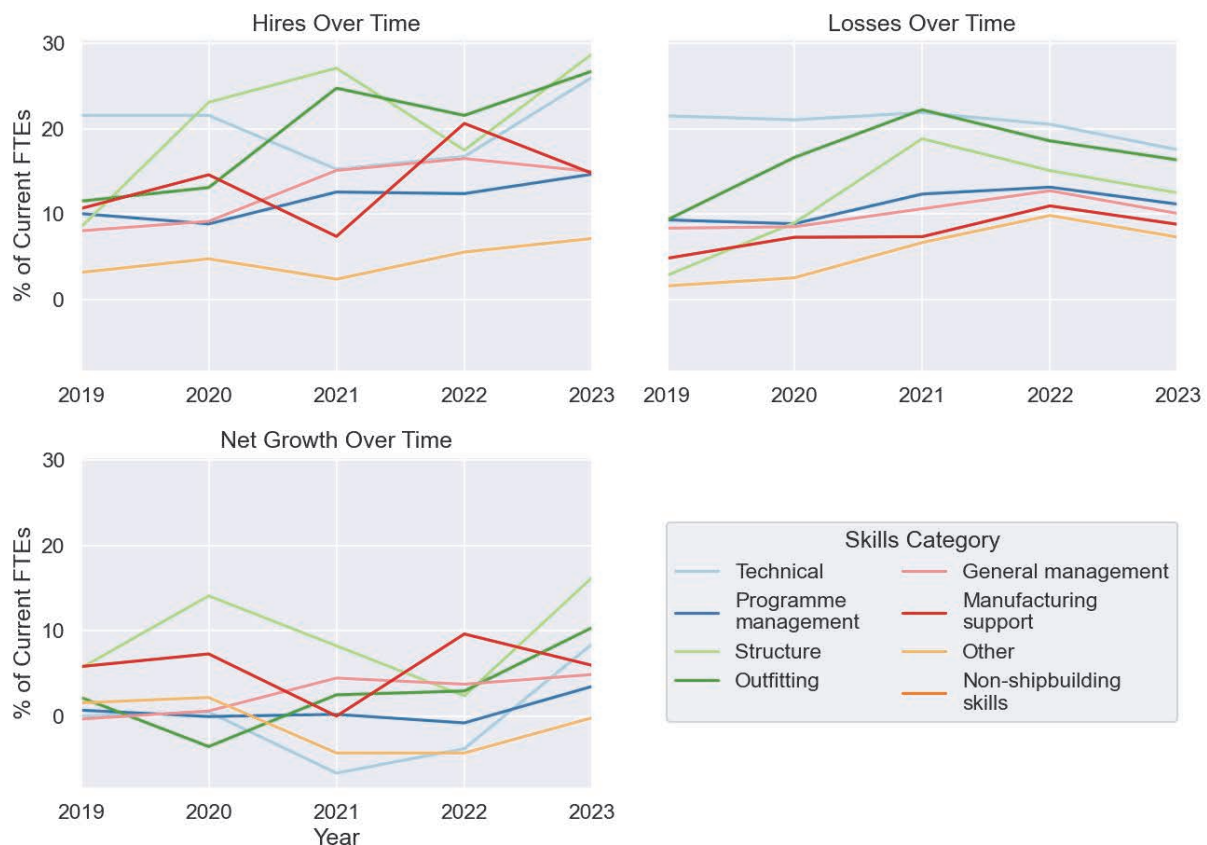 Hires Over Time
% of Current FTEs
30
20
10
0
2019 2020 2021 2022 2023
Losses Over Time
2019 2020 2021 2022 2023
Net Growth Over Time
% of Current FTEs
30
20
10
0
2019 2020 2021 2022 2023
Year
Skills Category
Technical
Programme
management
Structure
Outfitting
General management
Manufacturing
support
Other
Non-shipbuilding
skills